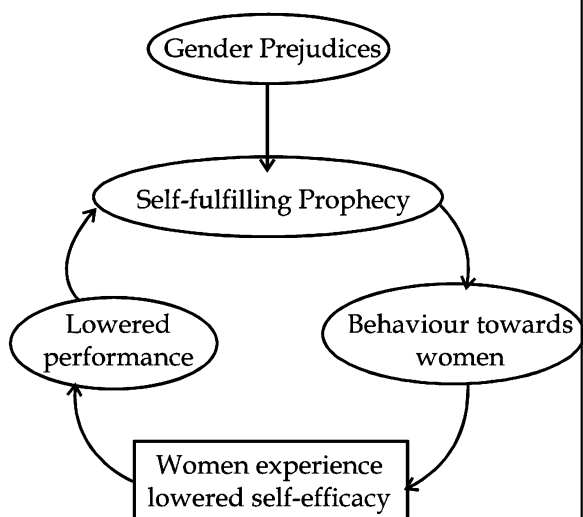 Gender Prejudices
Self-fulfilling Prophecy
Behaviour towards
women
Women experience
lowered self-efficacy
Lowered
performance